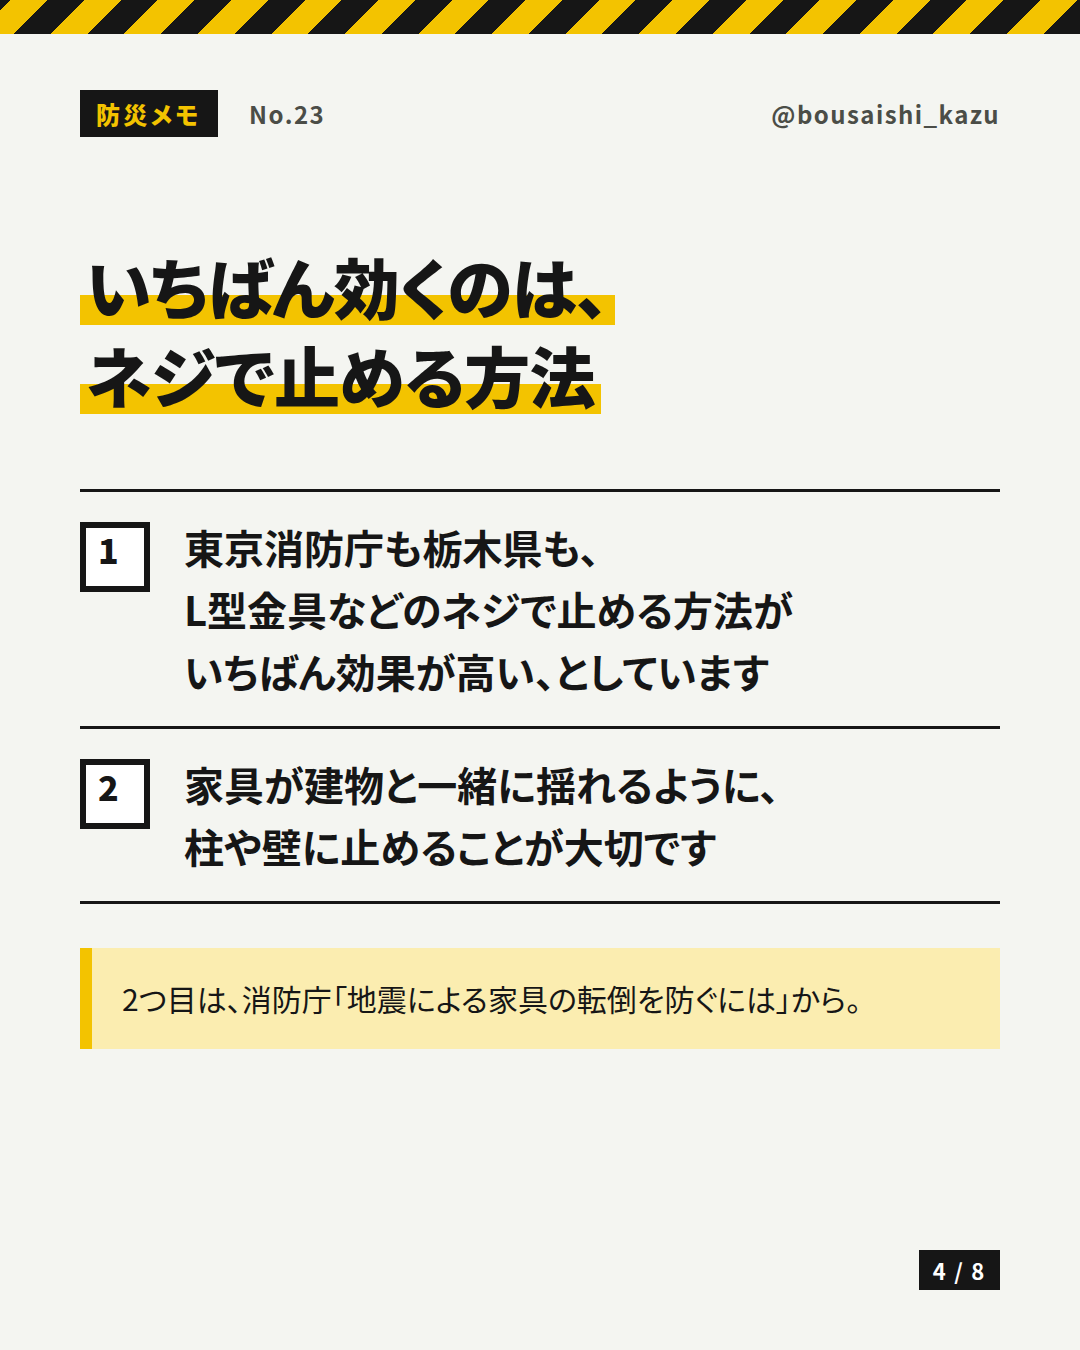 防災メモ No.23 @bousaishi_kazu
いちばん効くのは、
ネジで止める方法
1 東京消防庁も栃木県も、
L型金具などのネジで止める方法が
いちばん効果が高い、としています
2 家具が建物と一緒に揺れるように、
柱や壁に止めることが大切です
2つ目は、消防庁「地震による家具の転倒を防ぐには」から。
4 / 8